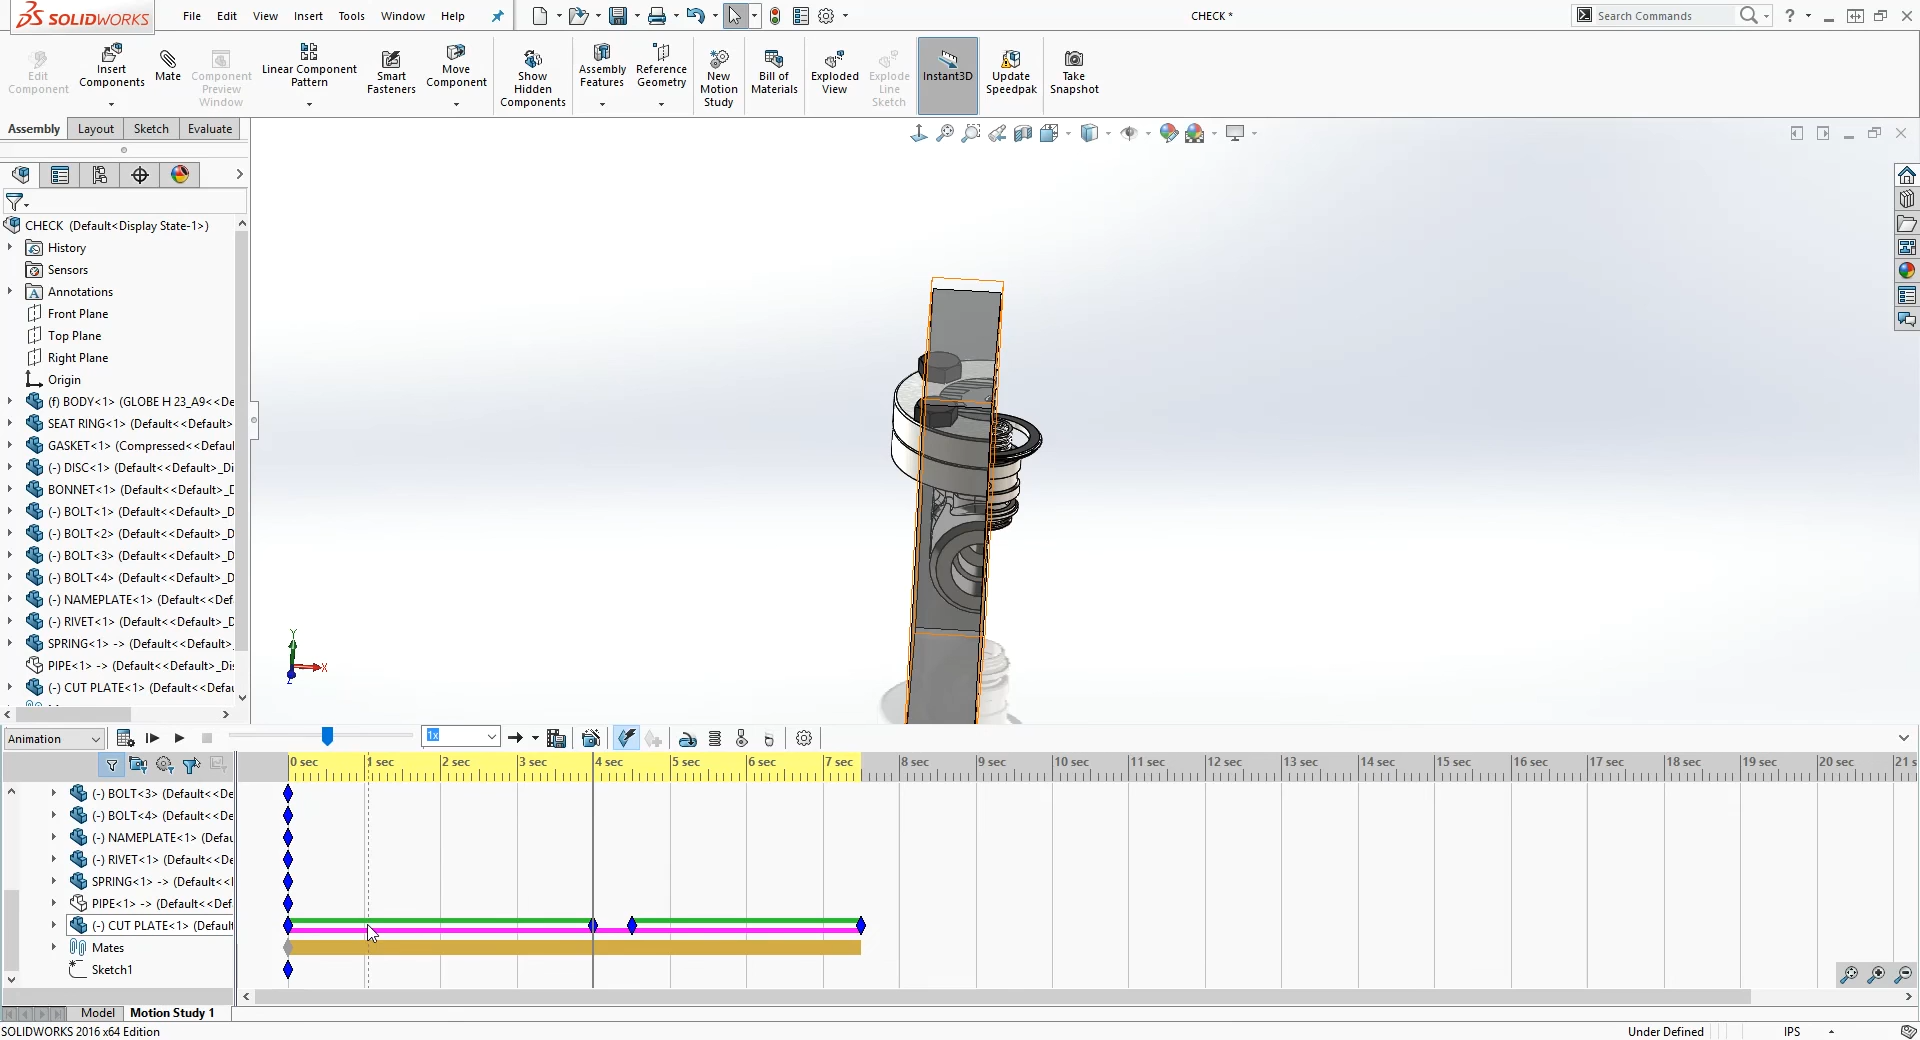 SOLIDWORKS
File Edit View Insert Tools Window Help
CHECK *
Search Commands
Edit Component
Insert Components
Mate
Component Preview Window
Linear Component Pattern
Smart Fasteners
Move Component
Show Hidden Components
Assembly Features
Reference Geometry
New Motion Study
Bill of Materials
Exploded View
Explode Line Sketch
Instant3D
Update Speedpak
Take Snapshot
Assembly Layout Sketch Evaluate
CHECK (Default<Display State-1>)
History
Sensors
Annotations
Front Plane
Top Plane
Right Plane
Origin
(f) BODY<1> (GLOBE H 23_A9<<De
SEAT RING<1> (Default<<Default>
GASKET<1> (Compressed<<Defaul
(-) DISC<1> (Default<<Default>_Di
BONNET<1> (Default<<Default>_D
(-) BOLT<1> (Default<<Default>_D
(-) BOLT<2> (Default<<Default>_D
(-) BOLT<3> (Default<<Default>_D
(-) BOLT<4> (Default<<Default>_D
(-) NAMEPLATE<1> (Default<<Def
(-) RIVET<1> (Default<<Default>_D
SPRING<1> -> (Default<<Default>
PIPE<1> -> (Default<<Default>_Di
(-) CUT PLATE<1> (Default<<Defau
Y
X
Z
Animation
1x
0 sec 1 sec 2 sec 3 sec 4 sec 5 sec 6 sec 7 sec 8 sec 9 sec 10 sec 11 sec 12 sec 13 sec 14 sec 15 sec 16 sec 17 sec 18 sec 19 sec 20 sec 21 s
(-) BOLT<3> (Default<<De
(-) BOLT<4> (Default<<De
(-) NAMEPLATE<1> (Defau
(-) RIVET<1> (Default<<De
SPRING<1> -> (Default<<I
PIPE<1> -> (Default<<Def
(-) CUT PLATE<1> (Default
Mates
Sketch1
Model Motion Study 1
SOLIDWORKS 2016 x64 Edition
Under Defined
IPS